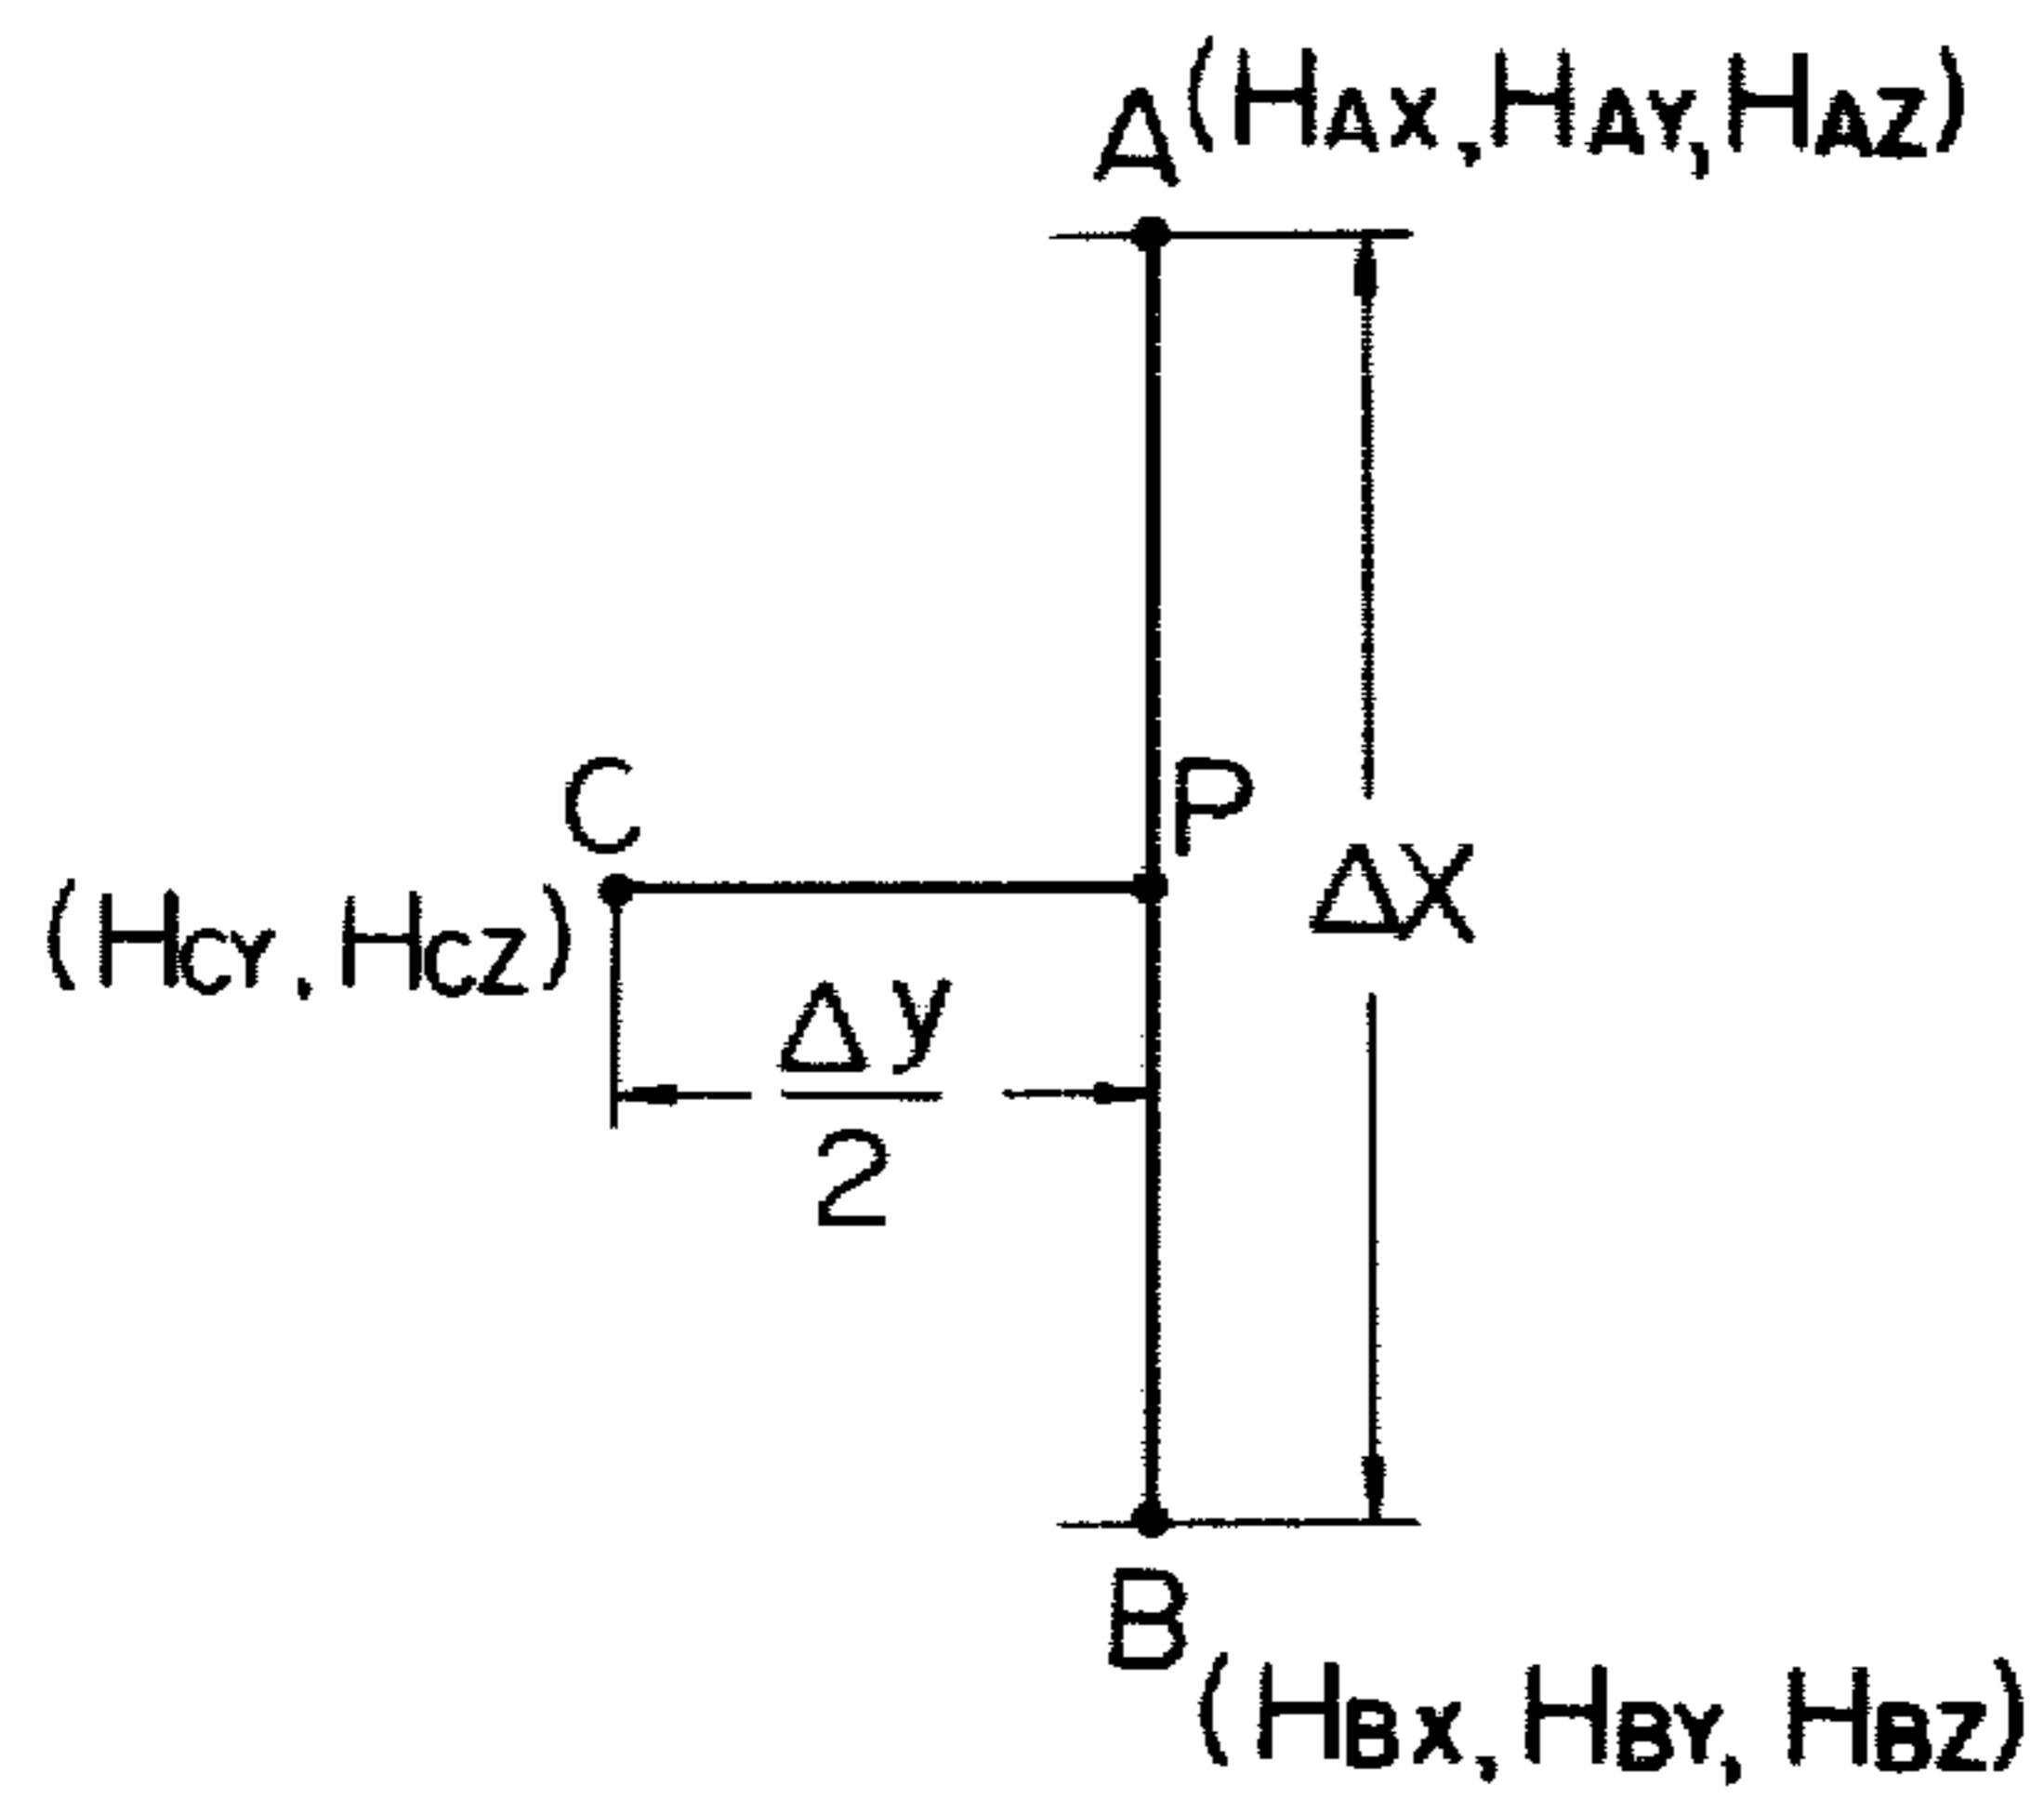 A(HAX, HAY, HAZ)
C
P
(HCY, HCZ)
ΔX
Δy
2
B
(HBX, HBY, HBZ)